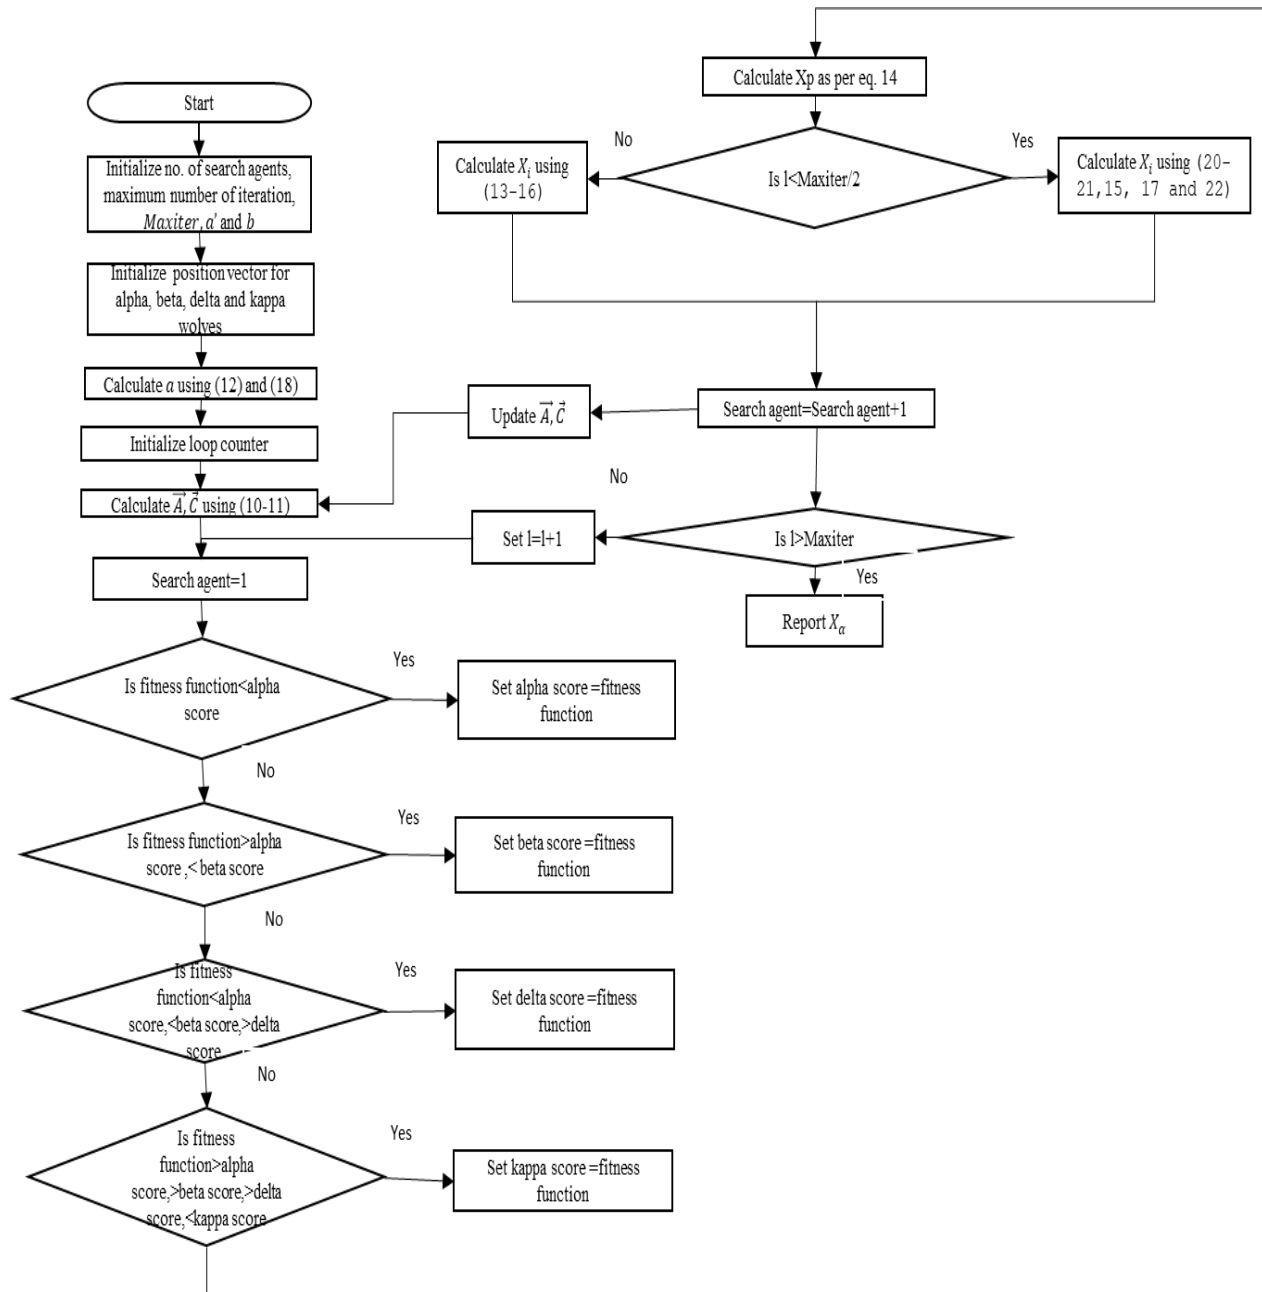 Start
Initialize no. of search agents,
maximum number of iteration,
Maxiter, a' and b
Initialize position vector for
alpha, beta, delta and kappa
wolves
Calculate a using (12) and (18)
Initialize loop counter
Calculate A⃗, C⃗ using (10-11)
Search agent=1
Is fitness function<alpha
score
Yes
Set alpha score =fitness
function
No
Is fitness function>alpha
score ,< beta score
Yes
Set beta score =fitness
function
No
Is fitness
function<alpha
score,<beta score,>delta
score
Yes
Set delta score =fitness
function
No
Is fitness
function>alpha
score,>beta score,>delta
score,<kappa score
Yes
Set kappa score =fitness
function
Calculate Xp as per eq. 14
Is l<Maxiter/2
No
Calculate Xᵢ using
(13-16)
Yes
Calculate Xᵢ using (20-
21,15, 17 and 22)
Search agent=Search agent+1
Update A⃗, C⃗
Is l>Maxiter
No
Set l=l+1
Yes
Report Xα